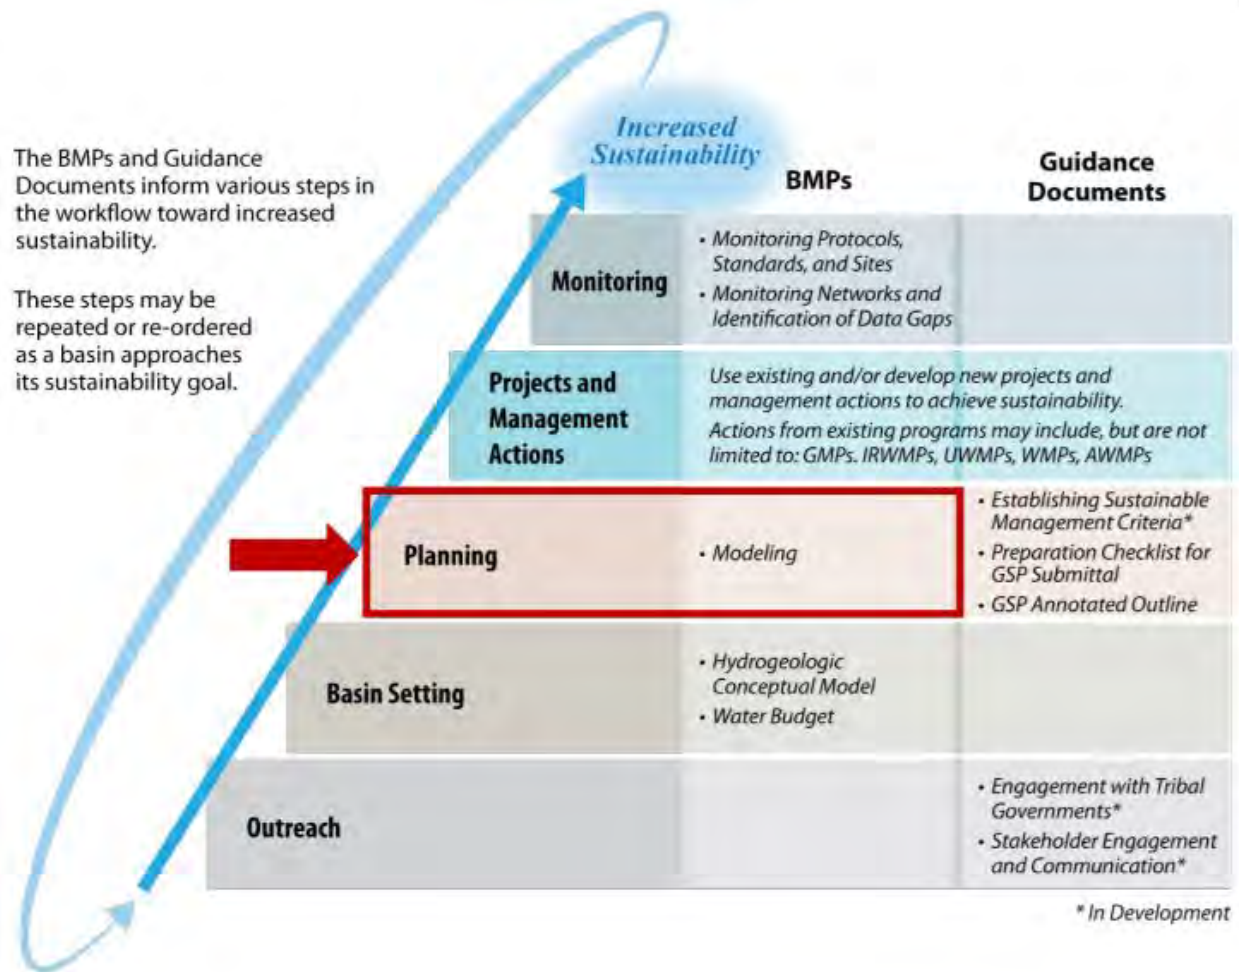 Increased
Sustainability
The BMPs and Guidance
Documents inform various steps in
the workflow toward increased
sustainability.
These steps may be
repeated or re-ordered
as a basin approaches
its sustainability goal.
BMPs
Guidance
Documents
Monitoring
• Monitoring Protocols,
Standards, and Sites
• Monitoring Networks and
Identification of Data Gaps
Projects and
Management
Actions
Use existing and/or develop new projects and
management actions to achieve sustainability.
Actions from existing programs may include, but are not
limited to: GMPs. IRWMPs, UWMPs, WMPs, AWMPs
Planning
• Modeling
• Establishing Sustainable
Management Criteria*
• Preparation Checklist for
GSP Submittal
• GSP Annotated Outline
Basin Setting
• Hydrogeologic
Conceptual Model
• Water Budget
Outreach
• Engagement with Tribal
Governments*
• Stakeholder Engagement
and Communication*
* In Development